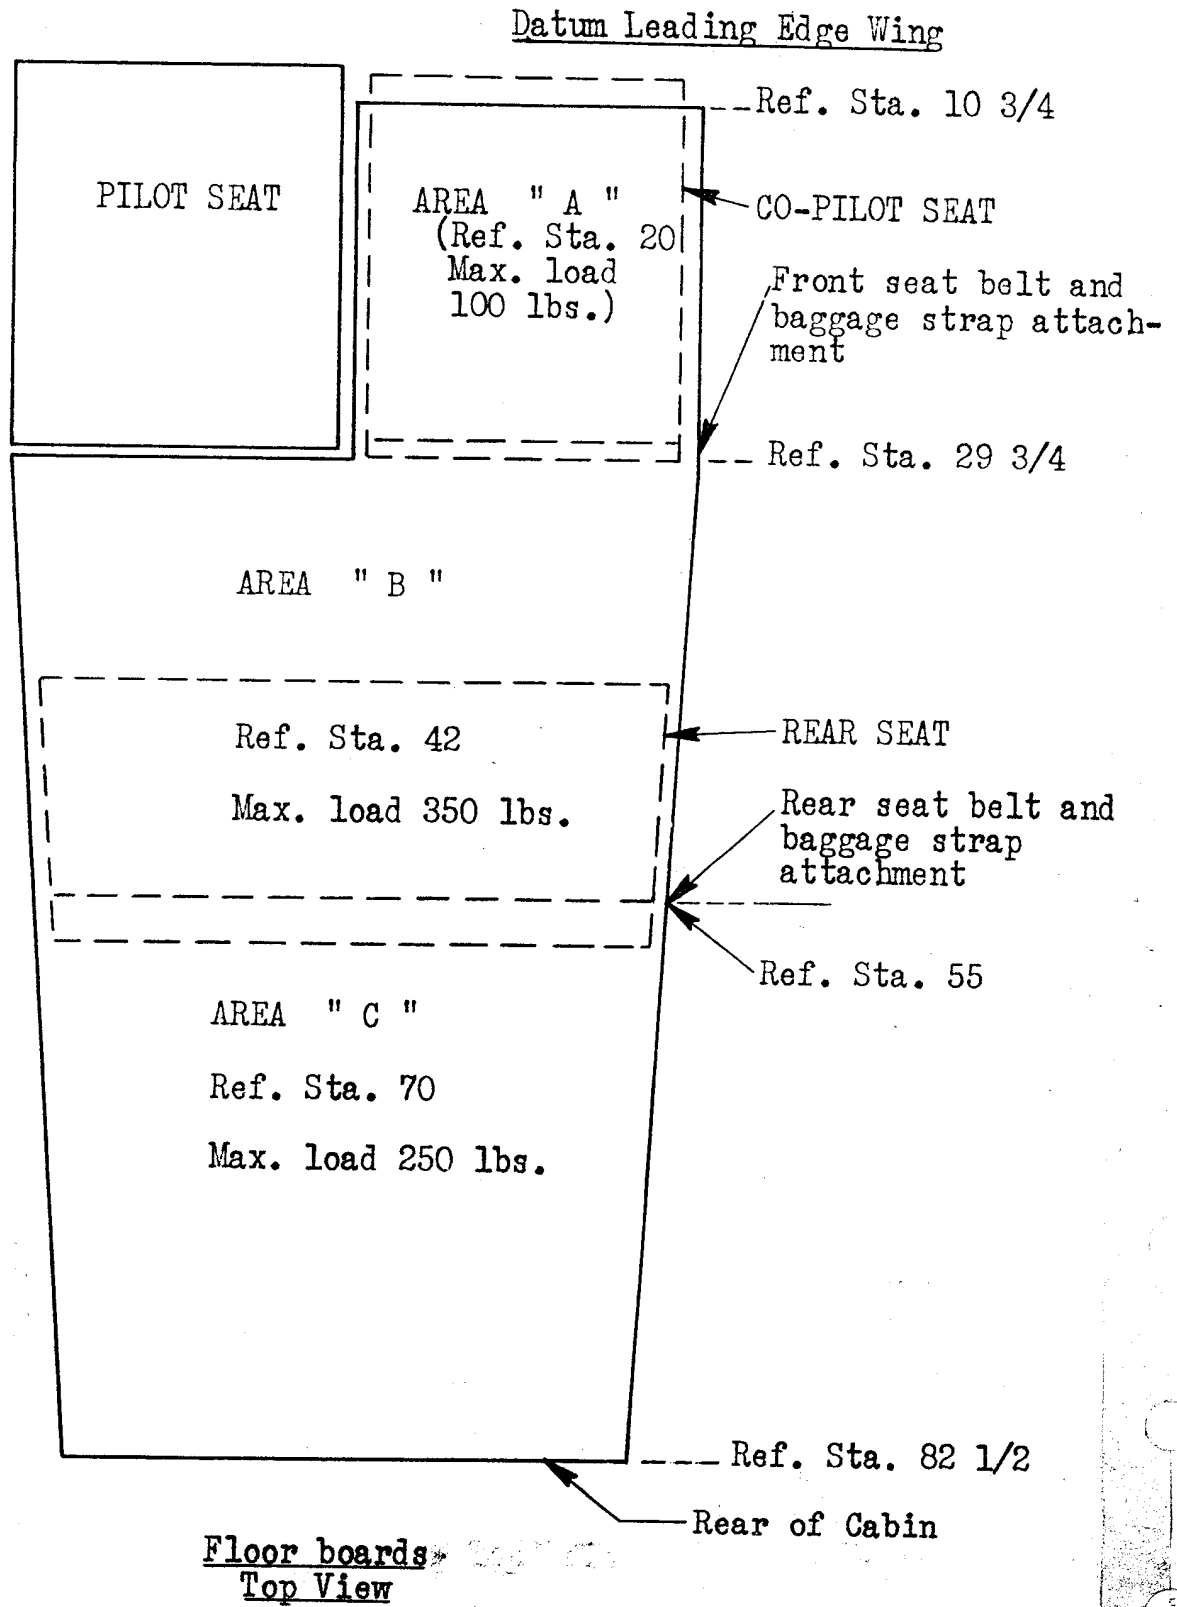 Datum Leading Edge Wing
Ref. Sta. 10 3/4
PILOT SEAT
AREA " A "
(Ref. Sta. 20
Max. load
100 lbs.)
CO-PILOT SEAT
Front seat belt and
baggage strap attach-
ment
Ref. Sta. 29 3/4
AREA " B "
Ref. Sta. 42
Max. load 350 lbs.
REAR SEAT
Rear seat belt and
baggage strap
attachment
Ref. Sta. 55
AREA " C "
Ref. Sta. 70
Max. load 250 lbs.
Ref. Sta. 82 1/2
Rear of Cabin
Floor boards
Top View